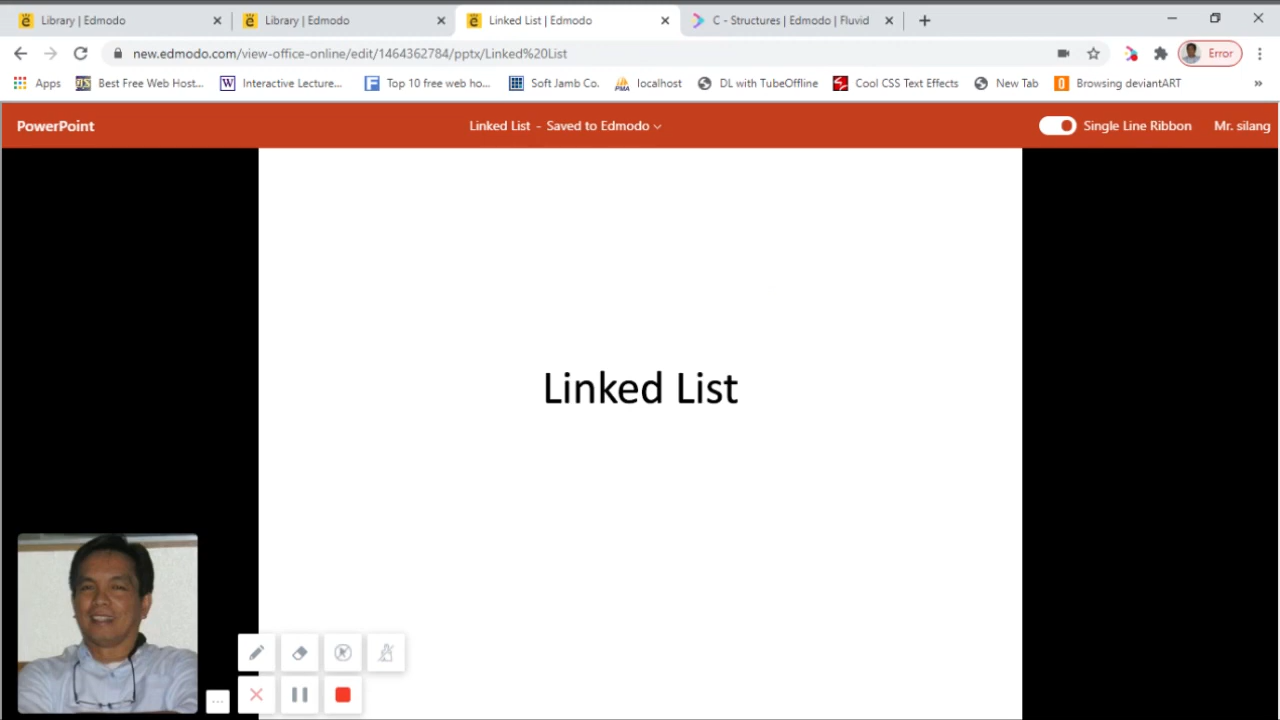 Library | Edmodo
Library | Edmodo
Linked List | Edmodo
C - Structures | Edmodo | Fluvid
new.edmodo.com/view-office-online/edit/1464362784/pptx/Linked%20List
Error
Apps
Best Free Web Host...
Interactive Lecture...
Top 10 free web ho...
Soft Jamb Co.
localhost
DL with TubeOffline
Cool CSS Text Effects
New Tab
Browsing deviantART
»
PowerPoint
Linked List - Saved to Edmodo
Single Line Ribbon
Mr. silang
Linked List
...